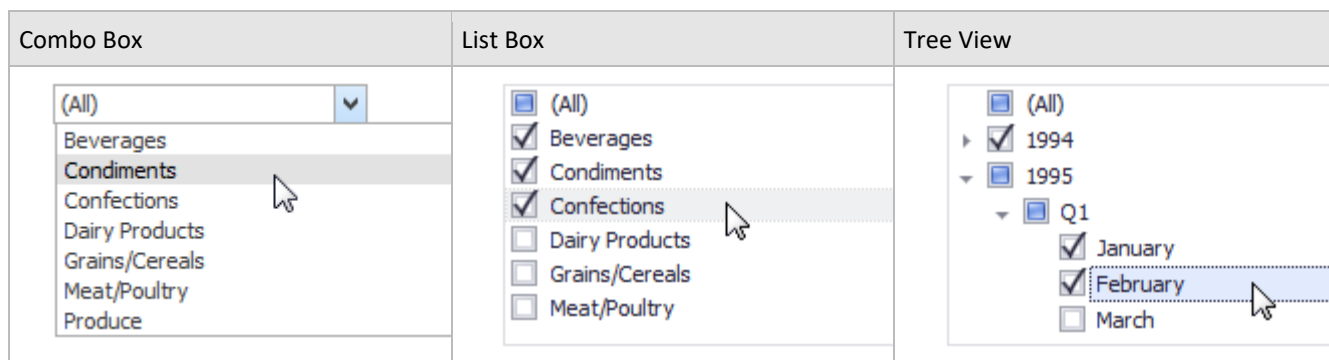 Combo Box
(All)
Beverages
Condiments
Confections
Dairy Products
Grains/Cereals
Meat/Poultry
Produce
List Box
(All)
Beverages
Condiments
Confections
Dairy Products
Grains/Cereals
Meat/Poultry
Tree View
(All)
1994
1995
Q1
January
February
March